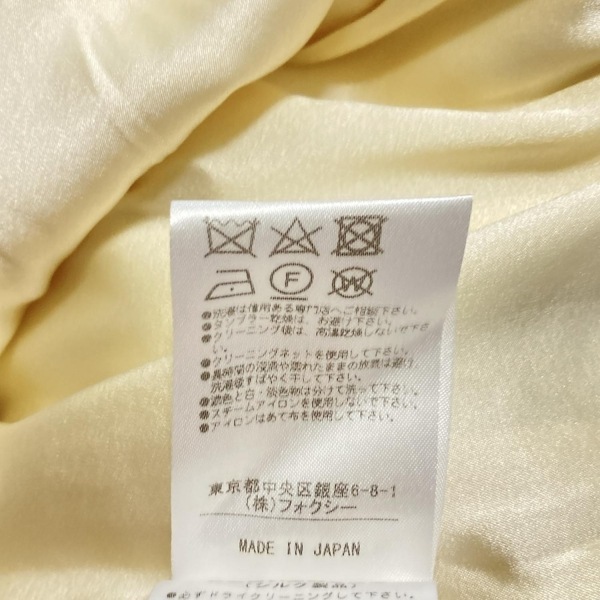 F
W
●洗濯は信用ある専門店へご相談下さい。
●タンブラー乾燥は、お避け下さい。
●クリーニング後は、高温乾燥しないで下さ
い。
●クリーニングネットを使用して下さい。
●長時間の浸漬や濡れたままの放置は避け、
洗濯後すばやく干して下さい。
●濃色と白・淡色物は分けて洗って下さい。
●スチームアイロンを使用しないで下さい。
●アイロンはあて布を使用して下さい。
東京都中央区銀座6-8-1
(株)フォクシー
MADE IN JAPAN
(シルク製品)
●必ずドライクリーニングして下さい